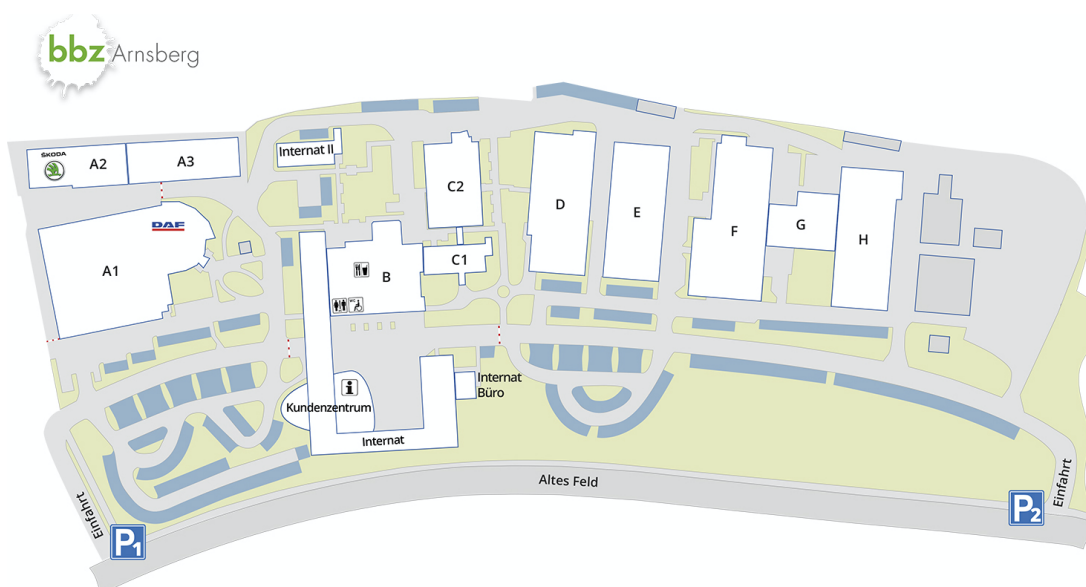 bbz Arnsberg
ŠKODA
A2
A3
Internat II
C2
D
E
F
G
H
DAF
A1
B
C1
WC
i
Kundenzentrum
Internat
Büro
Internat
Altes Feld
Einfahrt
Einfahrt
P1
P2